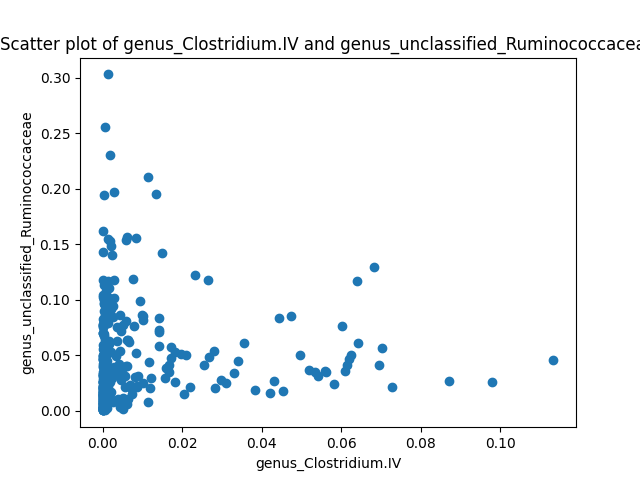 Scatter plot of genus_Clostridium.IV and genus_unclassified_Ruminococcacea
genus_unclassified_Ruminococcaceae
0.30
0.25
0.20
0.15
0.10
0.05
0.00
0.00 0.02 0.04 0.06 0.08 0.10
genus_Clostridium.IV